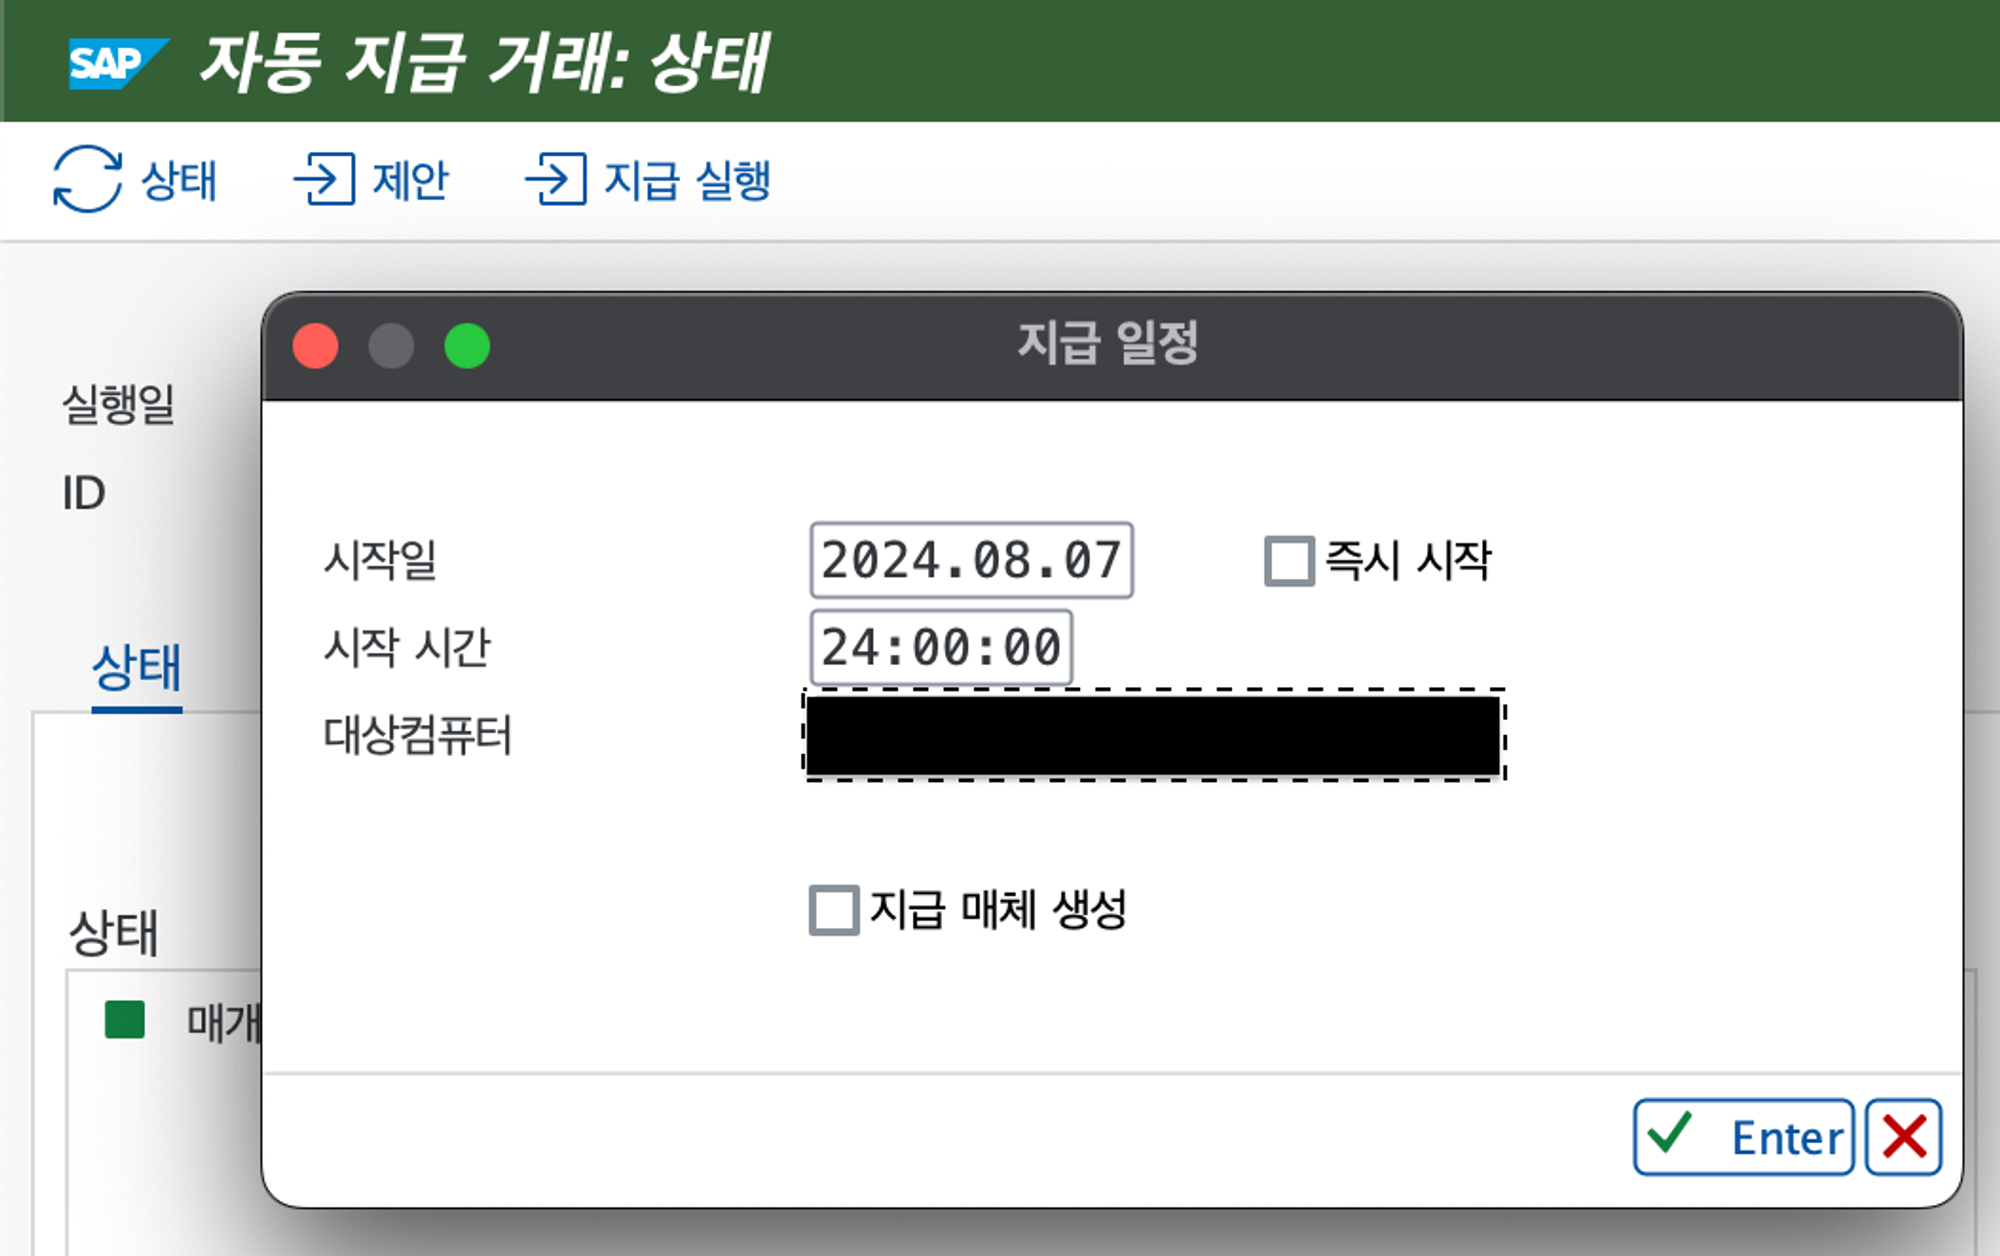 SAP 자동 지급 거래: 상태
상태 제안 지급 실행
지급 일정
실행일
ID
시작일 2024.08.07 즉시 시작
시작 시간 24:00:00
대상컴퓨터
상태
지급 매체 생성
상태
매개
Enter